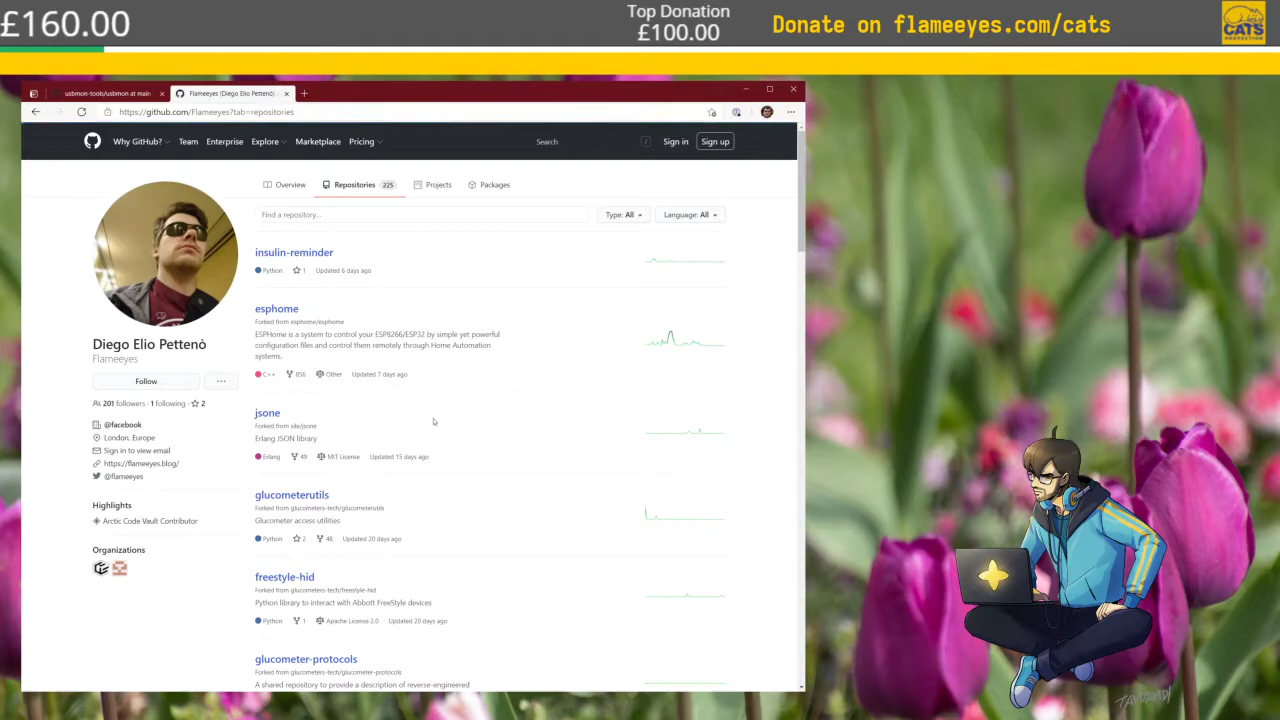 £160.00
Top Donation
£100.00
Donate on flameeyes.com/cats
CATS
PROTECTION
usbmon-tools/usbmon at main
Flameeyes (Diego Elio Pettenò)
https://github.com/Flameeyes?tab=repositories
Why GitHub?
Team
Enterprise
Explore
Marketplace
Pricing
Search
/
Sign in
Sign up
Overview
Repositories 225
Projects
Packages
Find a repository...
Type: All
Language: All
Diego Elio Pettenò
Flameeyes
Follow
...
201 followers · 1 following · 2
@facebook
London, Europe
Sign in to view email
https://flameeyes.blog/
@flameeyes
Highlights
Arctic Code Vault Contributor
Organizations
insulin-reminder
Python 1 Updated 6 days ago
esphome
Forked from esphome/esphome
ESPHome is a system to control your ESP8266/ESP32 by simple yet powerful
configuration files and control them remotely through Home Automation
systems.
C++ 856 Other Updated 7 days ago
jsone
Forked from sile/jsone
Erlang JSON library
Erlang 49 MIT License Updated 15 days ago
glucometerutils
Forked from glucometers-tech/glucometerutils
Glucometer access utilities
Python 2 48 Updated 20 days ago
freestyle-hid
Forked from glucometers-tech/freestyle-hid
Python library to interact with Abbott FreeStyle devices
Python 1 Apache License 2.0 Updated 20 days ago
glucometer-protocols
Forked from glucometers-tech/glucometer-protocols
A shared repository to provide a description of reverse-engineered